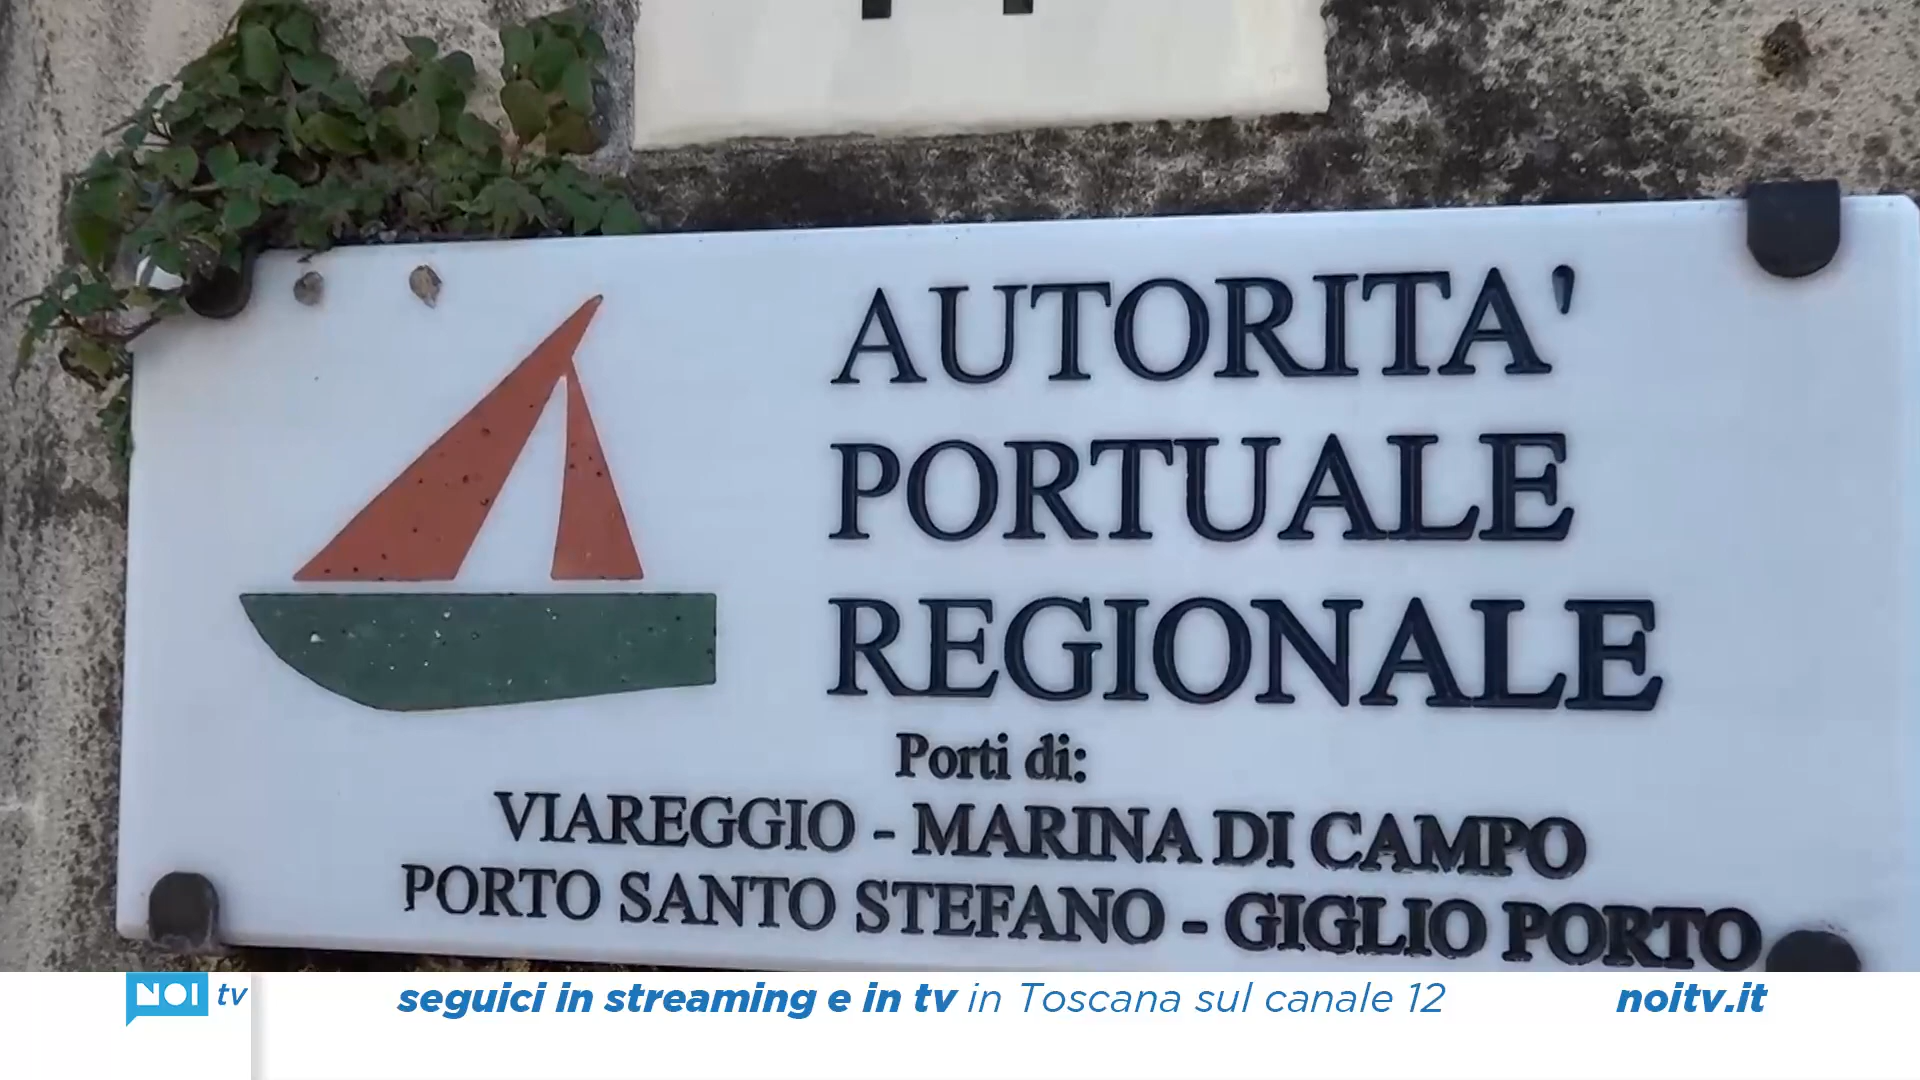 AUTORITA'
PORTUALE
REGIONALE
Porti di:
VIAREGGIO - MARINA DI CAMPO
PORTO SANTO STEFANO - GIGLIO PORTO
NOI tv
seguici in streaming e in tv in Toscana sul canale 12
noitv.it